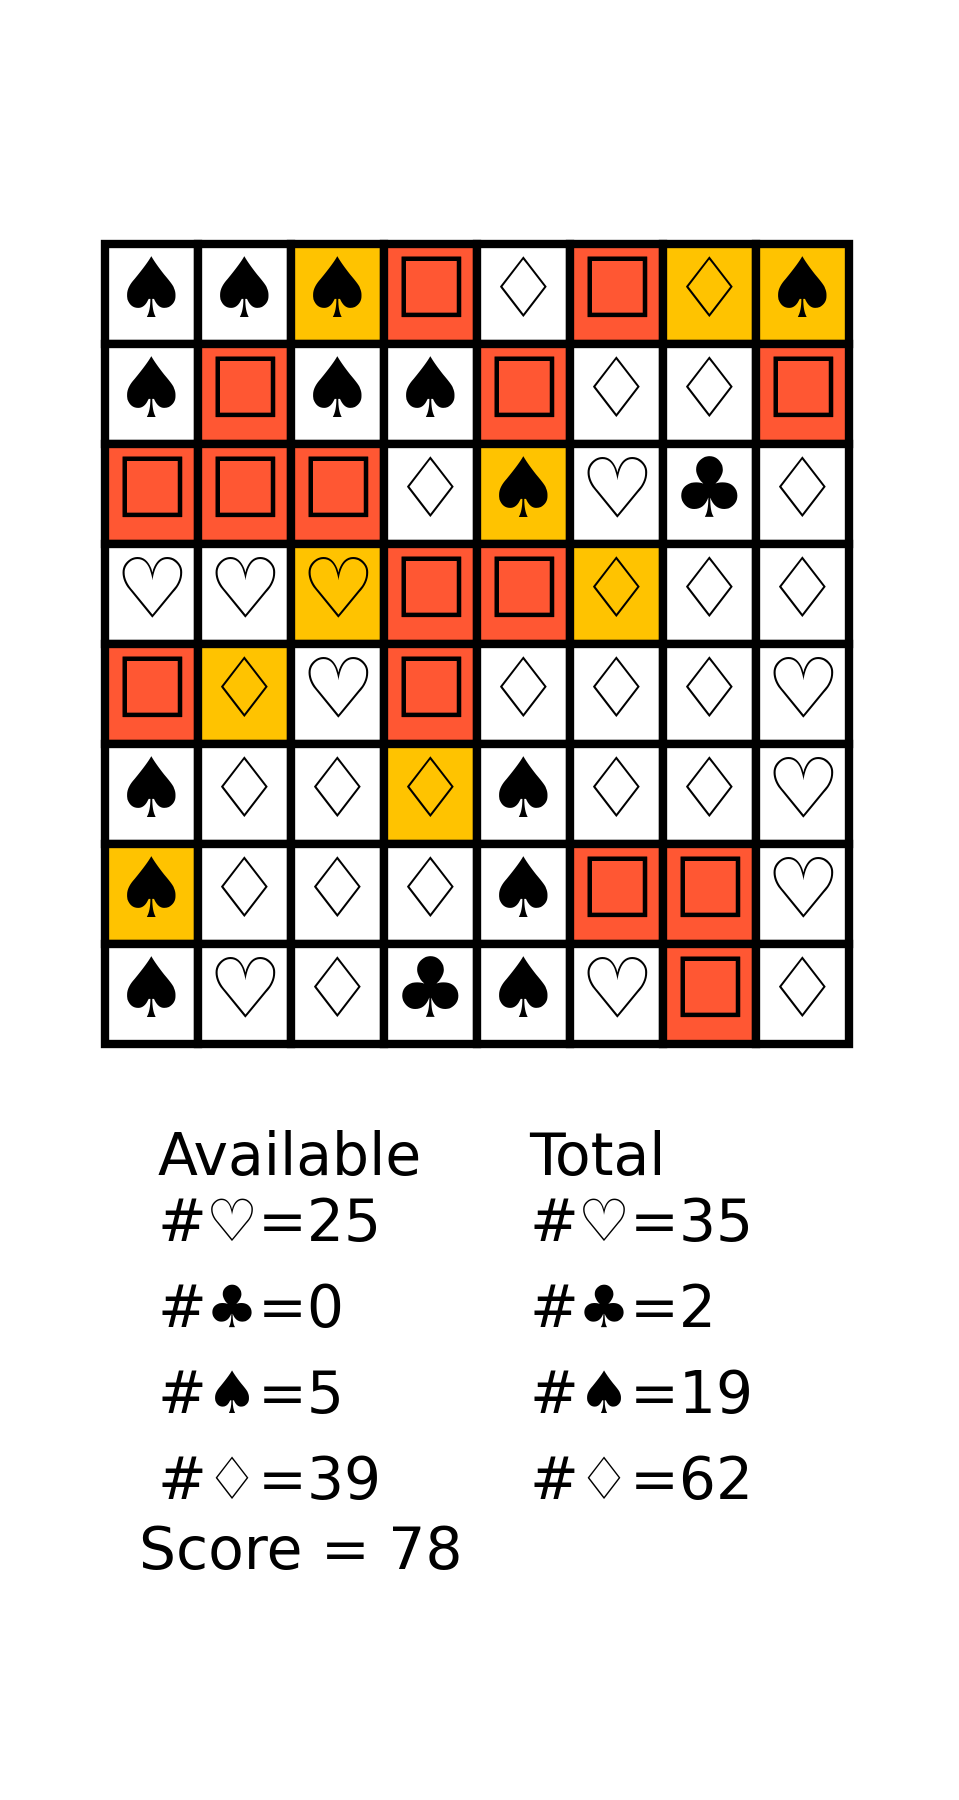 ♠ ♠ ♠ □ ♢ □ ♢ ♠
♠ □ ♠ ♠ □ ♢ ♢ □
□ □ □ ♢ ♠ ♡ ♣ ♢
♡ ♡ ♡ □ □ ♢ ♢ ♢
□ ♢ ♡ □ ♢ ♢ ♢ ♡
♠ ♢ ♢ ♢ ♠ ♢ ♢ ♡
♠ ♢ ♢ ♢ ♠ □ □ ♡
♠ ♡ ♢ ♣ ♠ ♡ □ ♢
Available Total
#♡=25 #♡=35
#♣=0 #♣=2
#♠=5 #♠=19
#♢=39 #♢=62
Score = 78